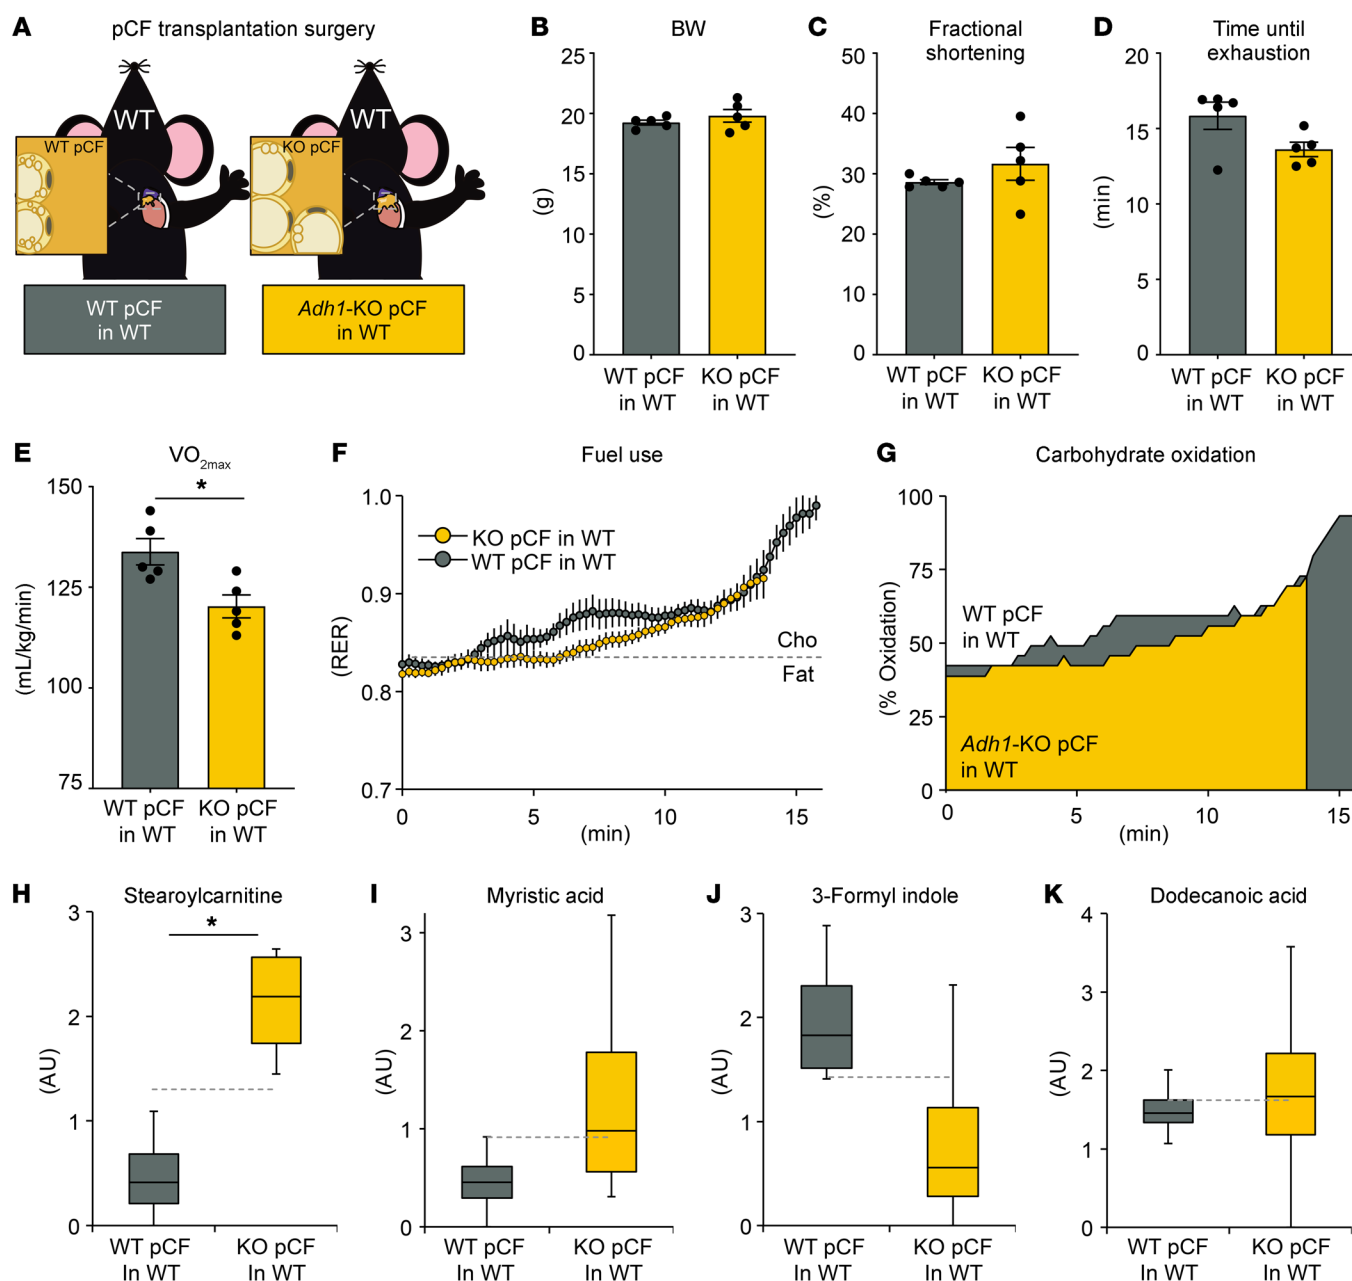 A
pCF transplantation surgery
WT
WT pCF
WT
KO pCF
WT pCF
in WT
Adh1-KO pCF
in WT
B
BW
25
20
15
10
5
0
(g)
WT pCF
in WT
KO pCF
in WT
C
Fractional
shortening
50
40
30
20
10
0
(%)
WT pCF
in WT
KO pCF
in WT
D
Time until
exhaustion
20
15
10
5
0
(min)
WT pCF
in WT
KO pCF
in WT
E
VO2max
*
150
125
100
75
(mL/kg/min)
WT pCF
in WT
KO pCF
in WT
F
Fuel use
1.0
0.9
0.8
0.7
(RER)
KO pCF in WT
WT pCF in WT
Cho
Fat
0
5
10
15
(min)
G
Carbohydrate oxidation
100
75
50
25
0
(% Oxidation)
WT pCF
in WT
Adh1-KO pCF
in WT
0
5
10
15
(min)
H
Stearoylcarnitine
*
3
2
1
0
(AU)
WT pCF
In WT
KO pCF
In WT
I
Myristic acid
3
2
1
0
(AU)
WT pCF
In WT
KO pCF
In WT
J
3-Formyl indole
3
2
1
0
(AU)
WT pCF
In WT
KO pCF
In WT
K
Dodecanoic acid
4
3
2
1
0
(AU)
WT pCF
In WT
KO pCF
In WT